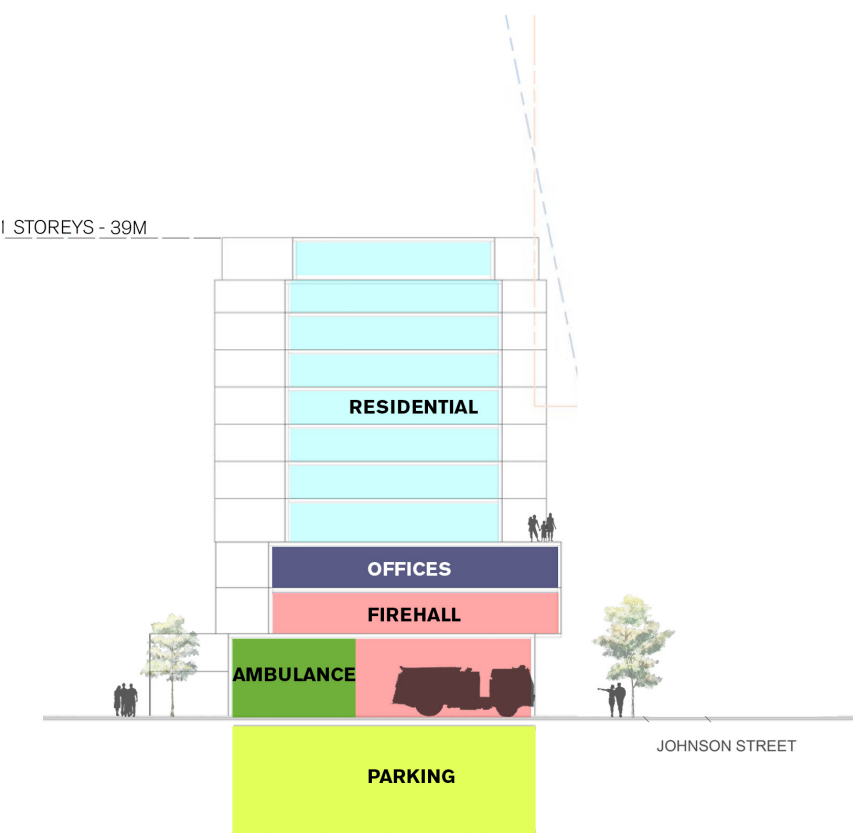 1 STOREYS - 39M
RESIDENTIAL
OFFICES
FIREHALL
AMBULANCE
JOHNSON STREET
PARKING